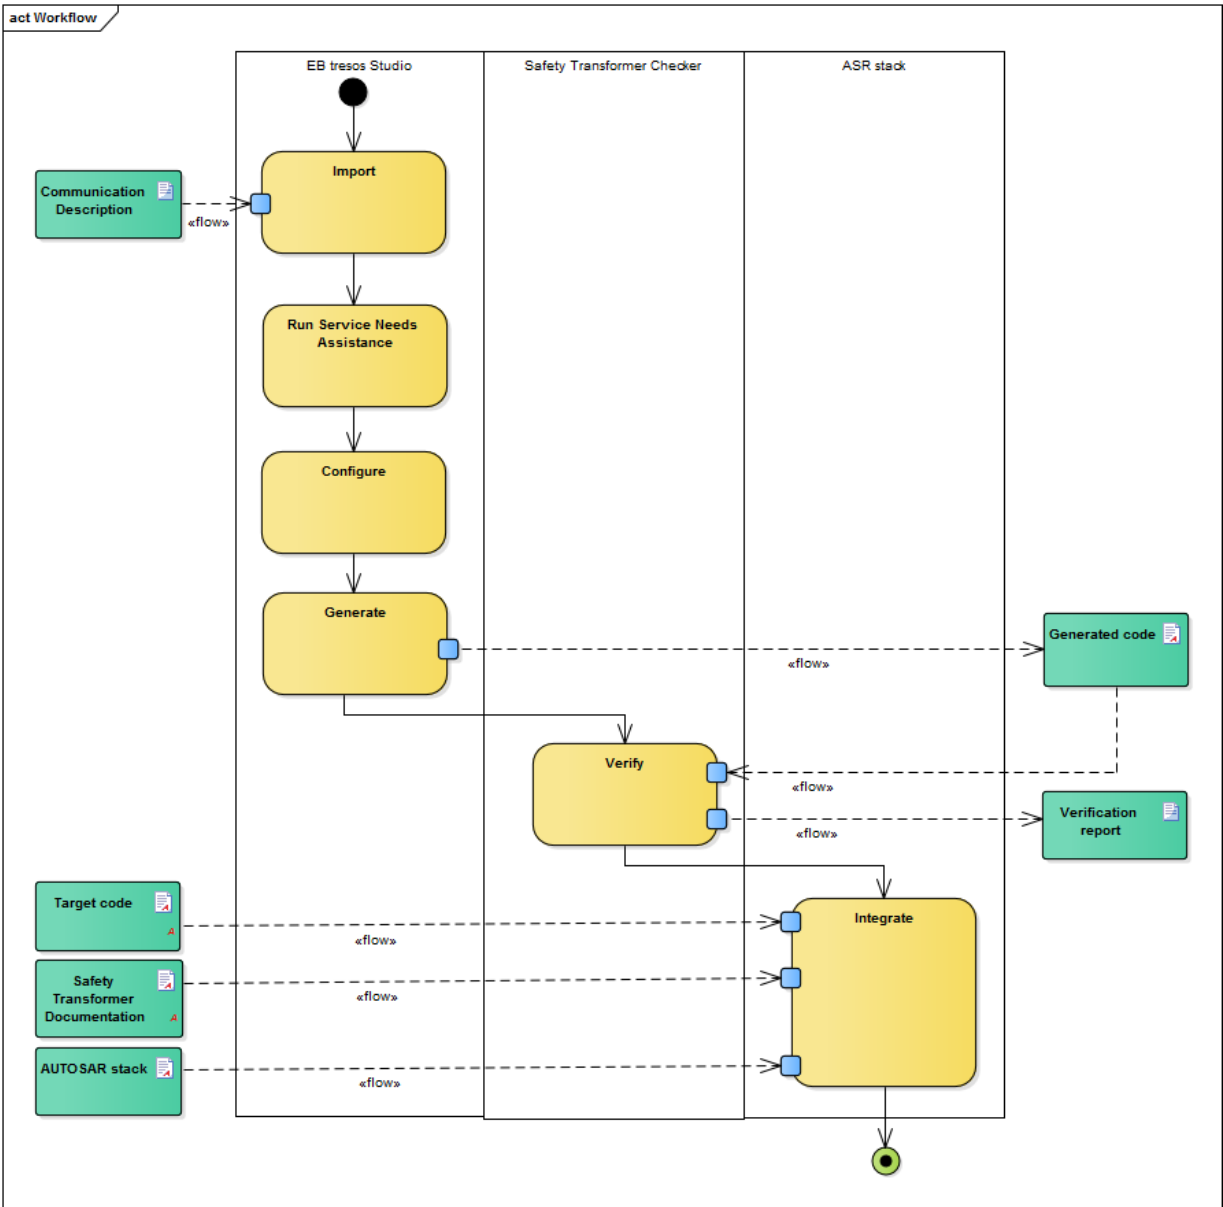 act Workflow
EB tresos Studio
Safety Transformer Checker
ASR stack
Import
Communication
Description
«flow»
Run Service Needs
Assistance
Configure
Generate
Generated code
«flow»
Verify
«flow»
Verification
report
«flow»
Target code
Integrate
«flow»
Safety
Transformer
Documentation
«flow»
AUTOSAR stack
«flow»